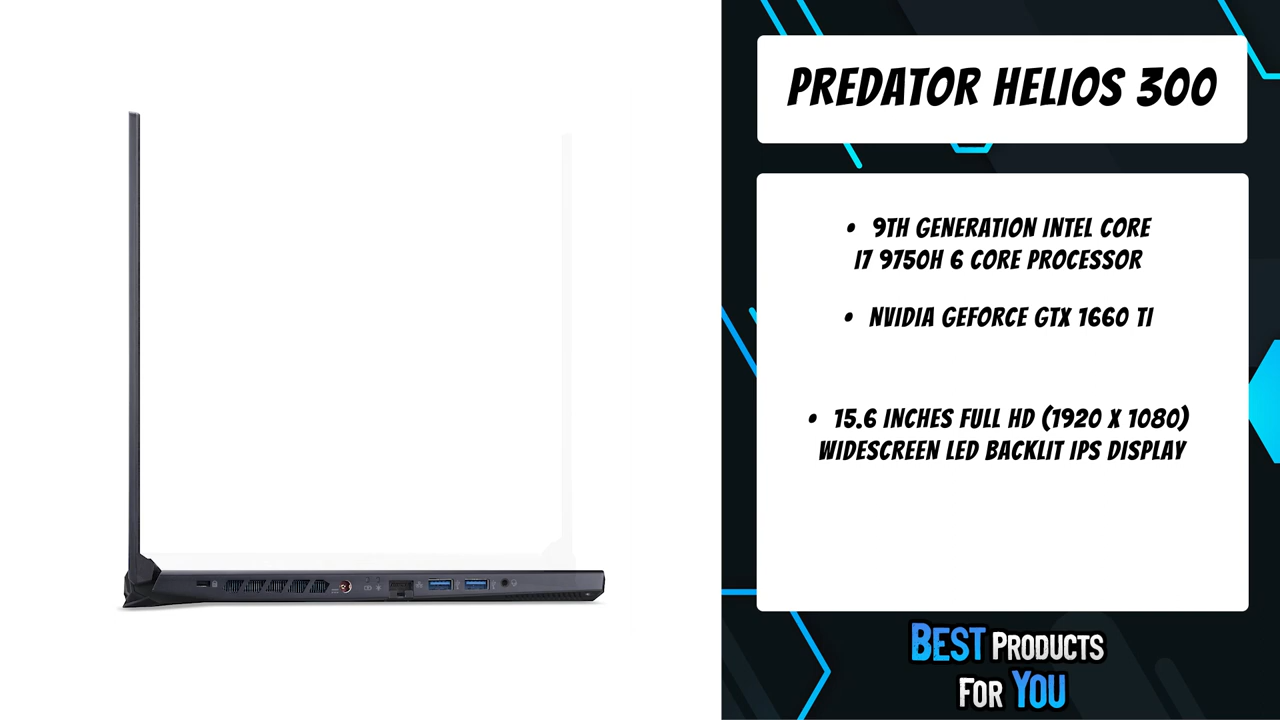 PREDATOR HELIOS 300
• 9TH GENERATION INTEL CORE
I7 9750H 6 CORE PROCESSOR
• NVIDIA GEFORCE GTX 1660 TI
• 15.6 INCHES FULL HD (1920 X 1080)
WIDESCREEN LED BACKLIT IPS DISPLAY
BEST PRODUCTS
FOR YOU